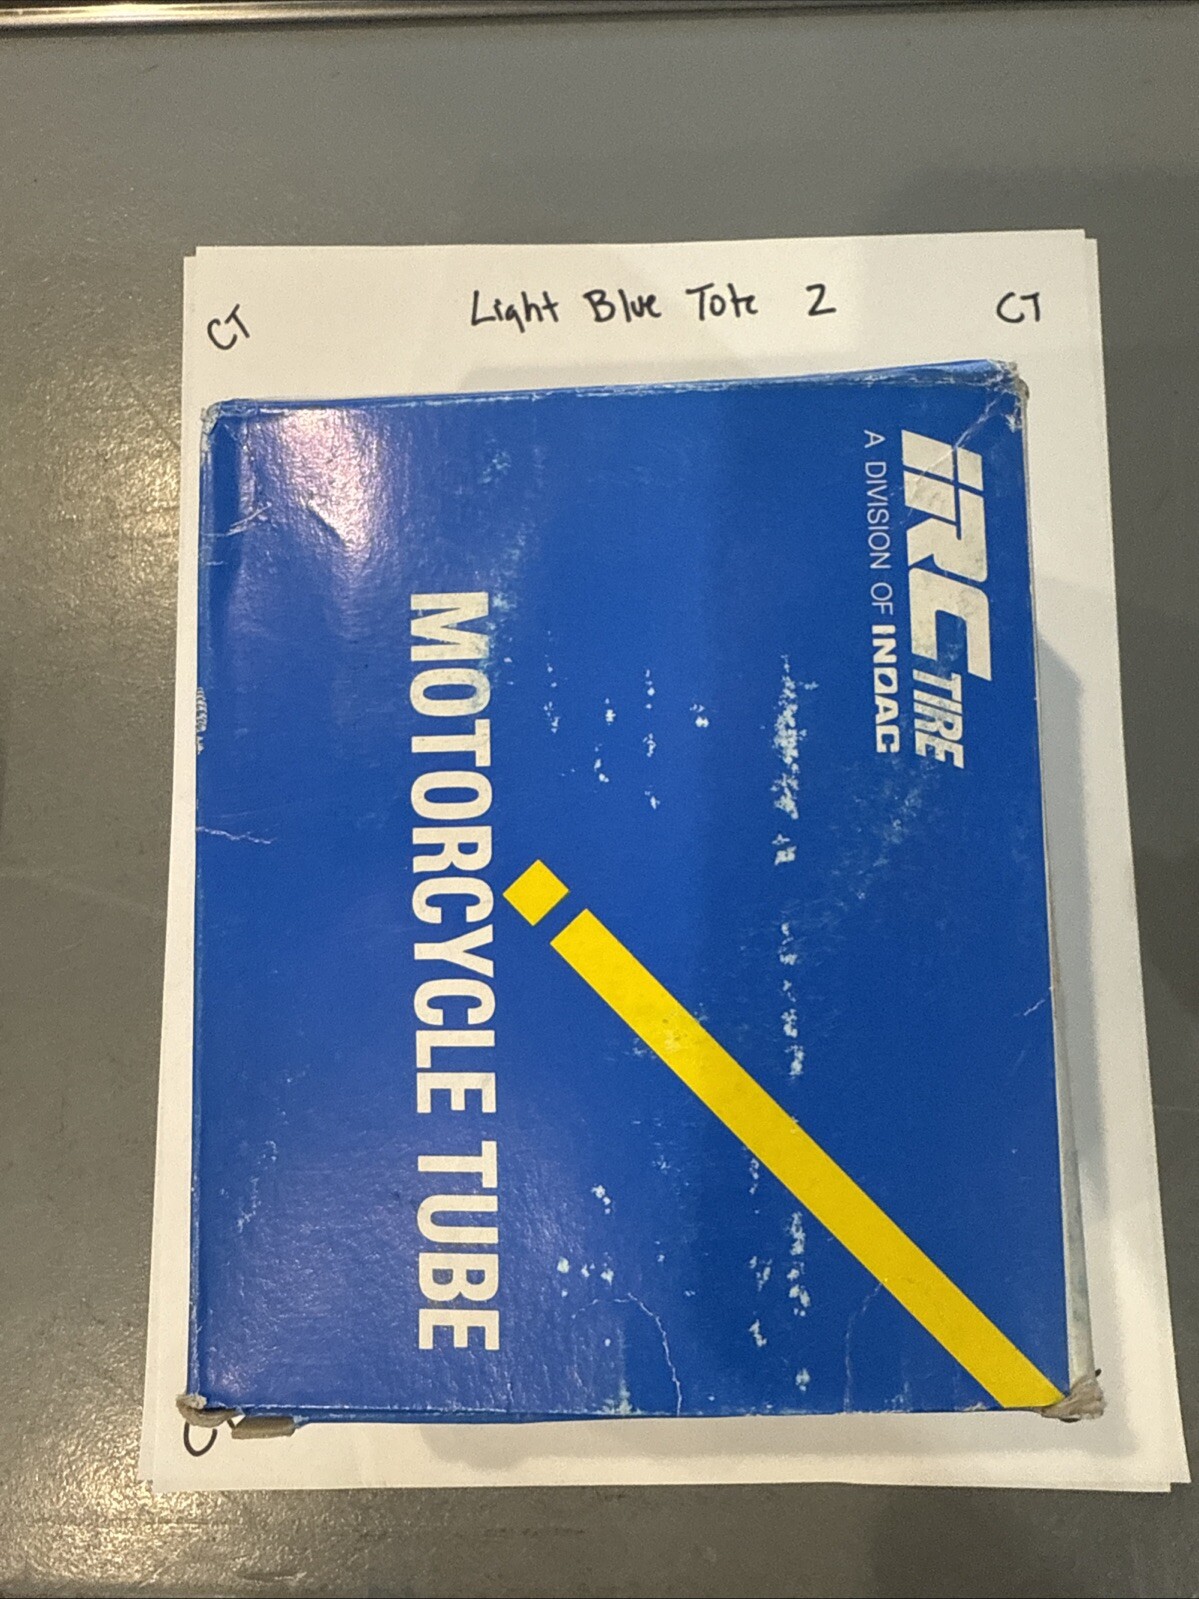 Light Blue Tote 2
CT
CT
iRC TIRE
A DIVISION OF INOAC
MOTORCYCLE TUBE
C